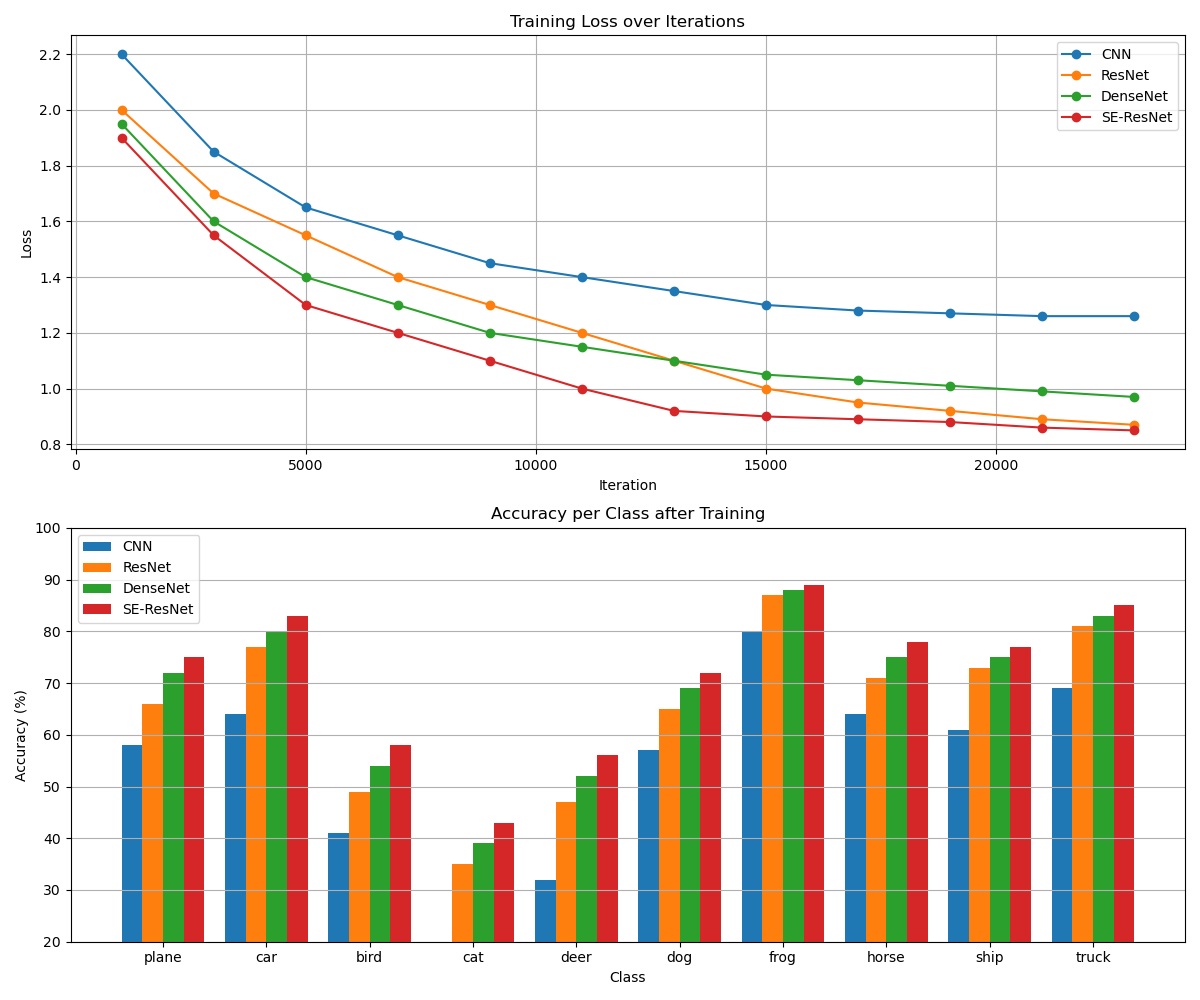 Training Loss over Iterations
2.2
2.0
1.8
1.6
1.4
1.2
1.0
0.8
Loss
CNN
ResNet
DenseNet
SE-ResNet
0 5000 10000 15000 20000
Iteration
Accuracy per Class after Training
100
90
80
70
60
50
40
30
20
Accuracy (%)
CNN
ResNet
DenseNet
SE-ResNet
plane car bird cat deer dog frog horse ship truck
Class